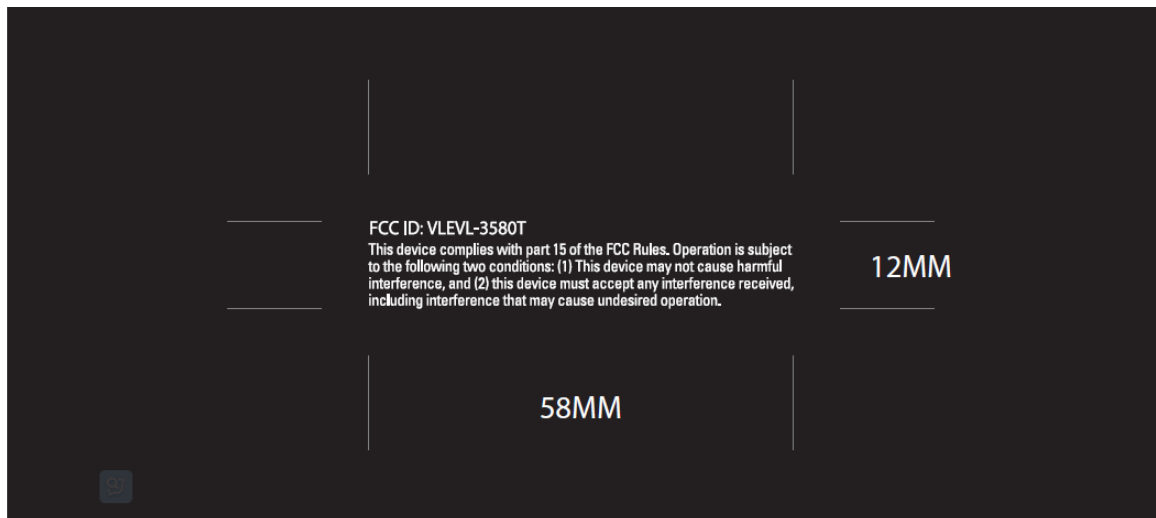 FCC ID: VLEVL-3580T
This device complies with part 15 of the FCC Rules. Operation is subject
to the following two conditions: (1) This device may not cause harmful
interference, and (2) this device must accept any interference received,
including interference that may cause undesired operation.
12MM
58MM